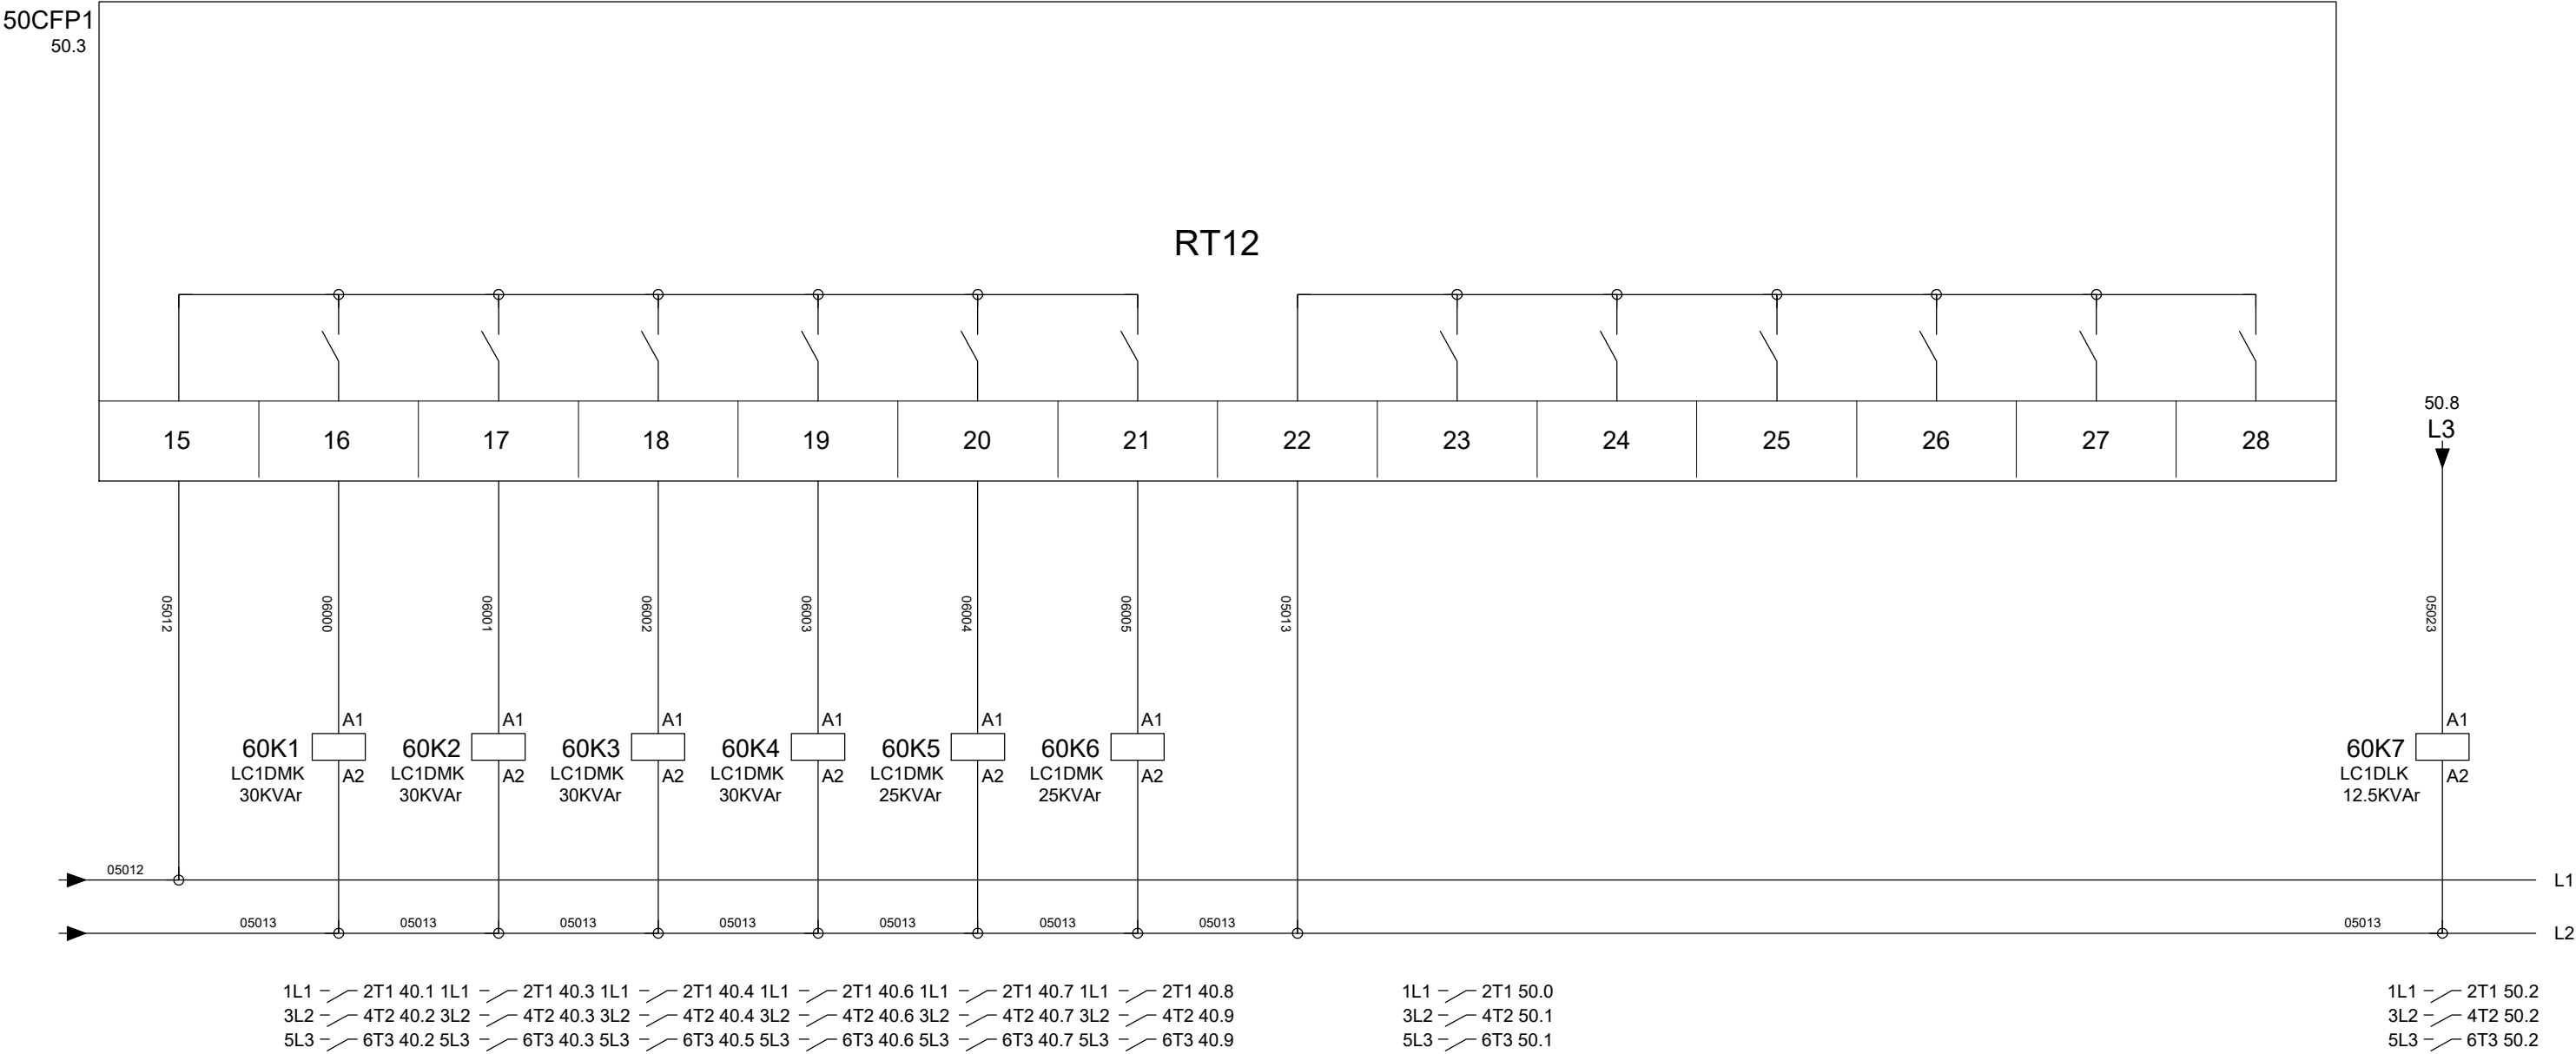 50CFP1
50.3
RT12
15 16 17 18 19 20 21 22 23 24 25 26 27 28
50.8
L3
05012 06000 06001 06002 06003 06004 06005 05013 05023
A1 A1 A1 A1 A1 A1 A1
60K1 60K2 60K3 60K4 60K5 60K6 60K7
LC1DMK LC1DMK LC1DMK LC1DMK LC1DMK LC1DMK LC1DLK
A2 A2 A2 A2 A2 A2 A2
30KVAr 30KVAr 30KVAr 30KVAr 25KVAr 25KVAr 12.5KVAr
05012
L1
05013 05013 05013 05013 05013 05013 05013 05013
L2
1L1 2T1 40.1 1L1 2T1 40.3 1L1 2T1 40.4 1L1 2T1 40.6 1L1 2T1 40.7 1L1 2T1 40.8 1L1 2T1 50.0 1L1 2T1 50.2
3L2 4T2 40.2 3L2 4T2 40.3 3L2 4T2 40.4 3L2 4T2 40.6 3L2 4T2 40.7 3L2 4T2 40.9 3L2 4T2 50.1 3L2 4T2 50.2
5L3 6T3 40.2 5L3 6T3 40.3 5L3 6T3 40.5 5L3 6T3 40.6 5L3 6T3 40.7 5L3 6T3 40.9 5L3 6T3 50.1 5L3 6T3 50.2